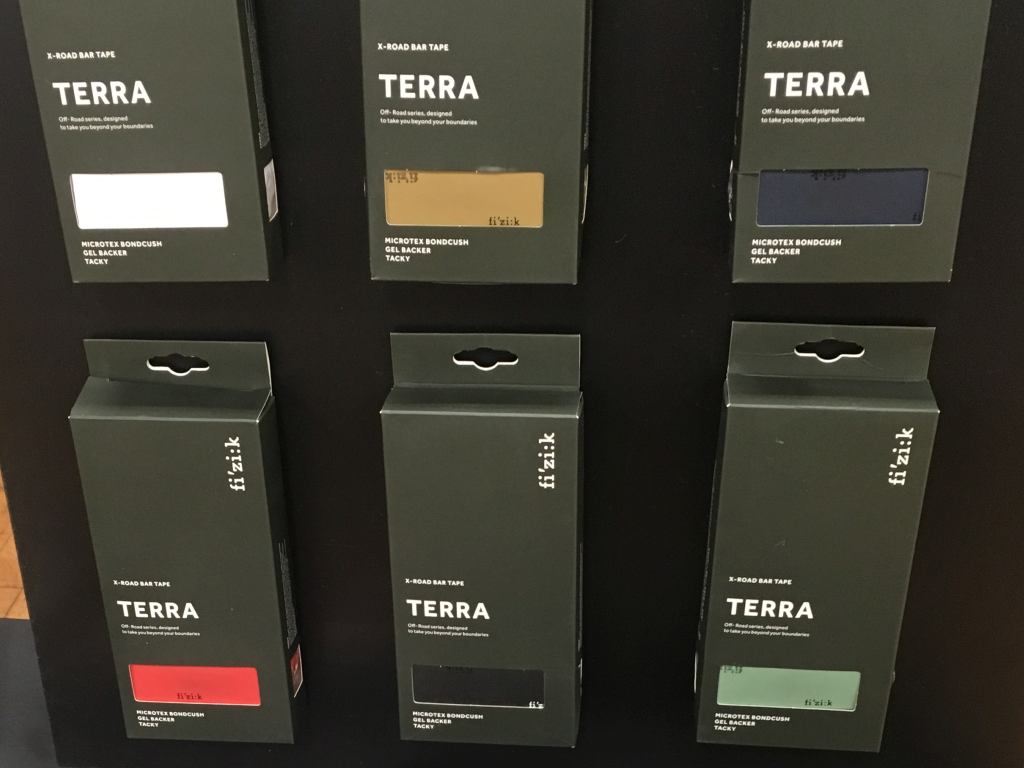 X-ROAD BAR TAPE
TERRA
Off-Road series, designed
to take you beyond your boundaries
MICROTEX BONDCUSH
GEL BACKER
TACKY
X-ROAD BAR TAPE
TERRA
Off-Road series, designed
to take you beyond your boundaries
fi'zi:k
fi'zi:k
MICROTEX BONDCUSH
GEL BACKER
TACKY
X-ROAD BAR TAPE
TERRA
Off-Road series, designed
to take you beyond your boundaries
fi'zi:k
MICROTEX BONDCUSH
GEL BACKER
TACKY
fi'zi:k
X-ROAD BAR TAPE
TERRA
Off-Road series, designed
to take you beyond your boundaries
fi'zi:k
MICROTEX BONDCUSH
GEL BACKER
TACKY
fi'zi:k
X-ROAD BAR TAPE
TERRA
Off-Road series, designed
to take you beyond your boundaries
fi'z
MICROTEX BONDCUSH
GEL BACKER
TACKY
fi'zi:k
X-ROAD BAR TAPE
TERRA
Off-Road series, designed
to take you beyond your boundaries
fi'zi:k
MICROTEX BONDCUSH
GEL BACKER
TACKY